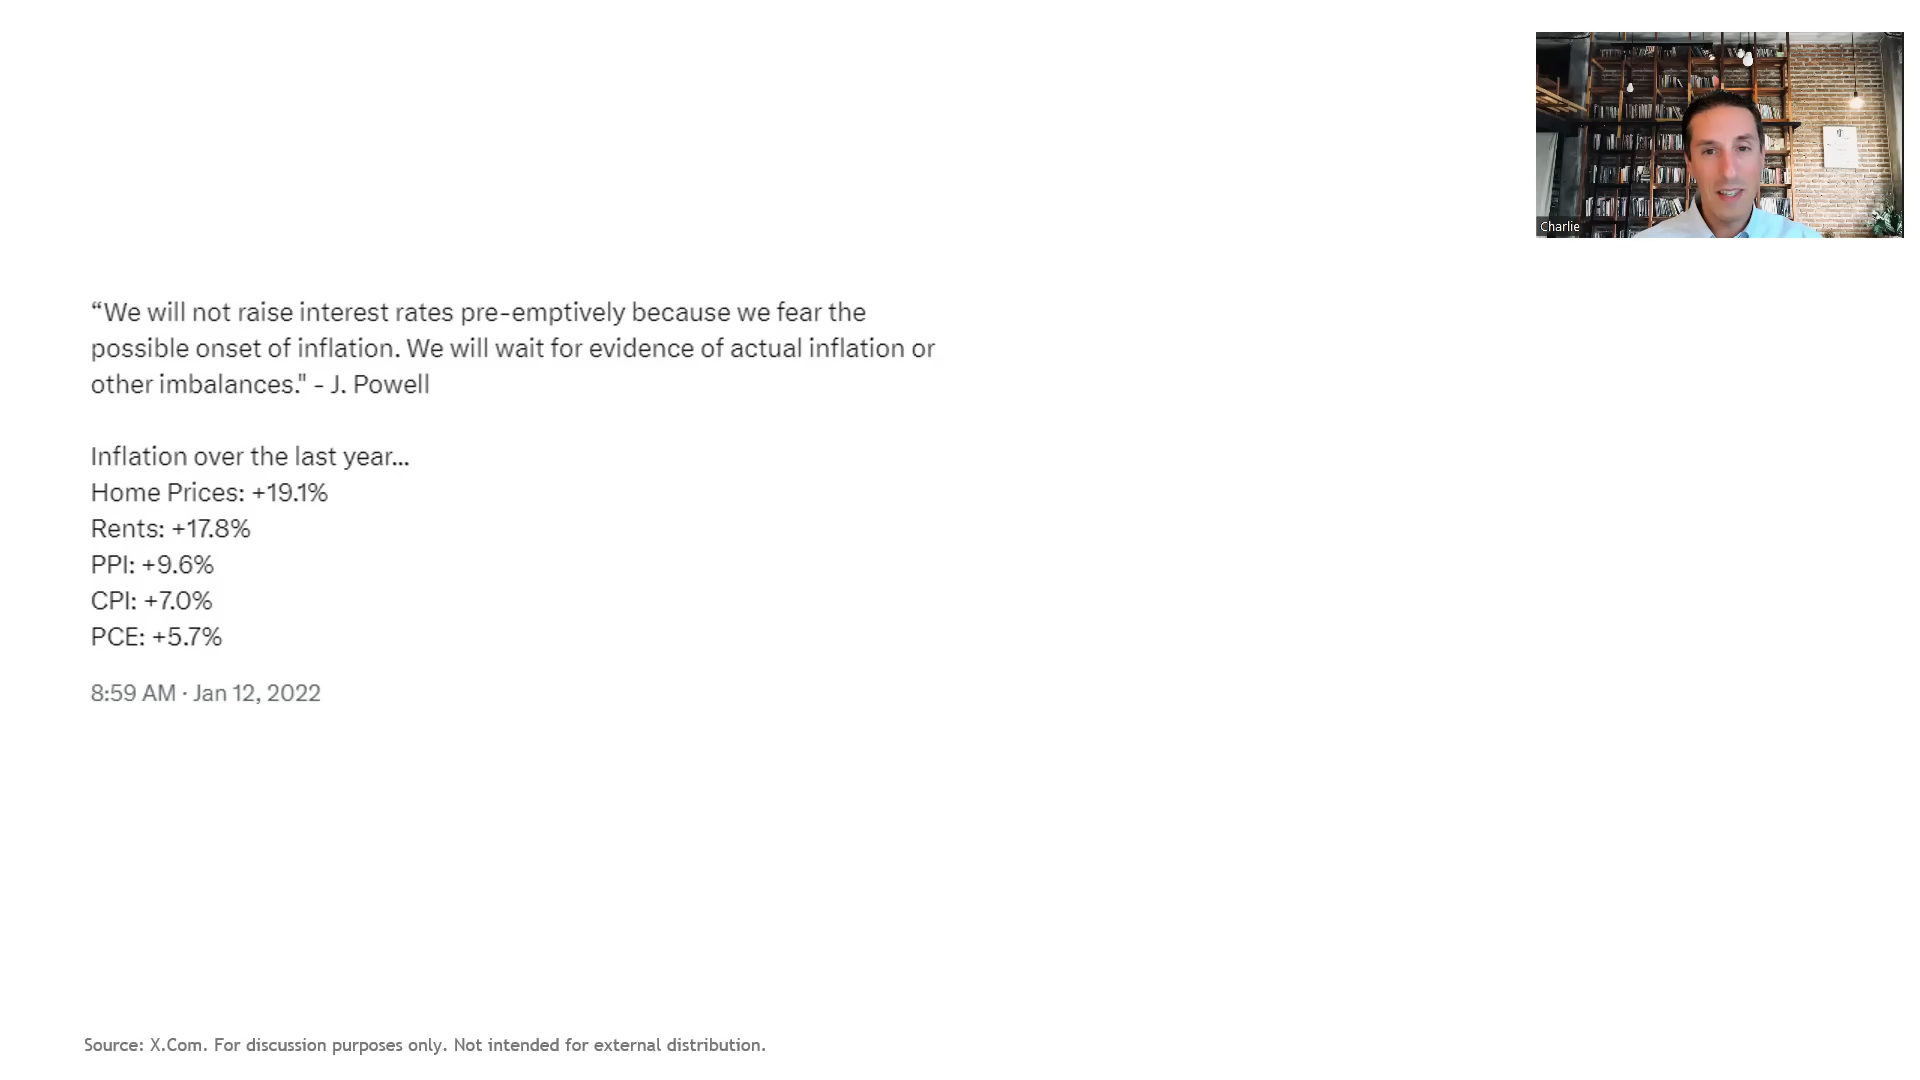 Charlie
“We will not raise interest rates pre-emptively because we fear the
possible onset of inflation. We will wait for evidence of actual inflation or
other imbalances." - J. Powell
Inflation over the last year...
Home Prices: +19.1%
Rents: +17.8%
PPI: +9.6%
CPI: +7.0%
PCE: +5.7%
8:59 AM · Jan 12, 2022
Source: X.Com. For discussion purposes only. Not intended for external distribution.